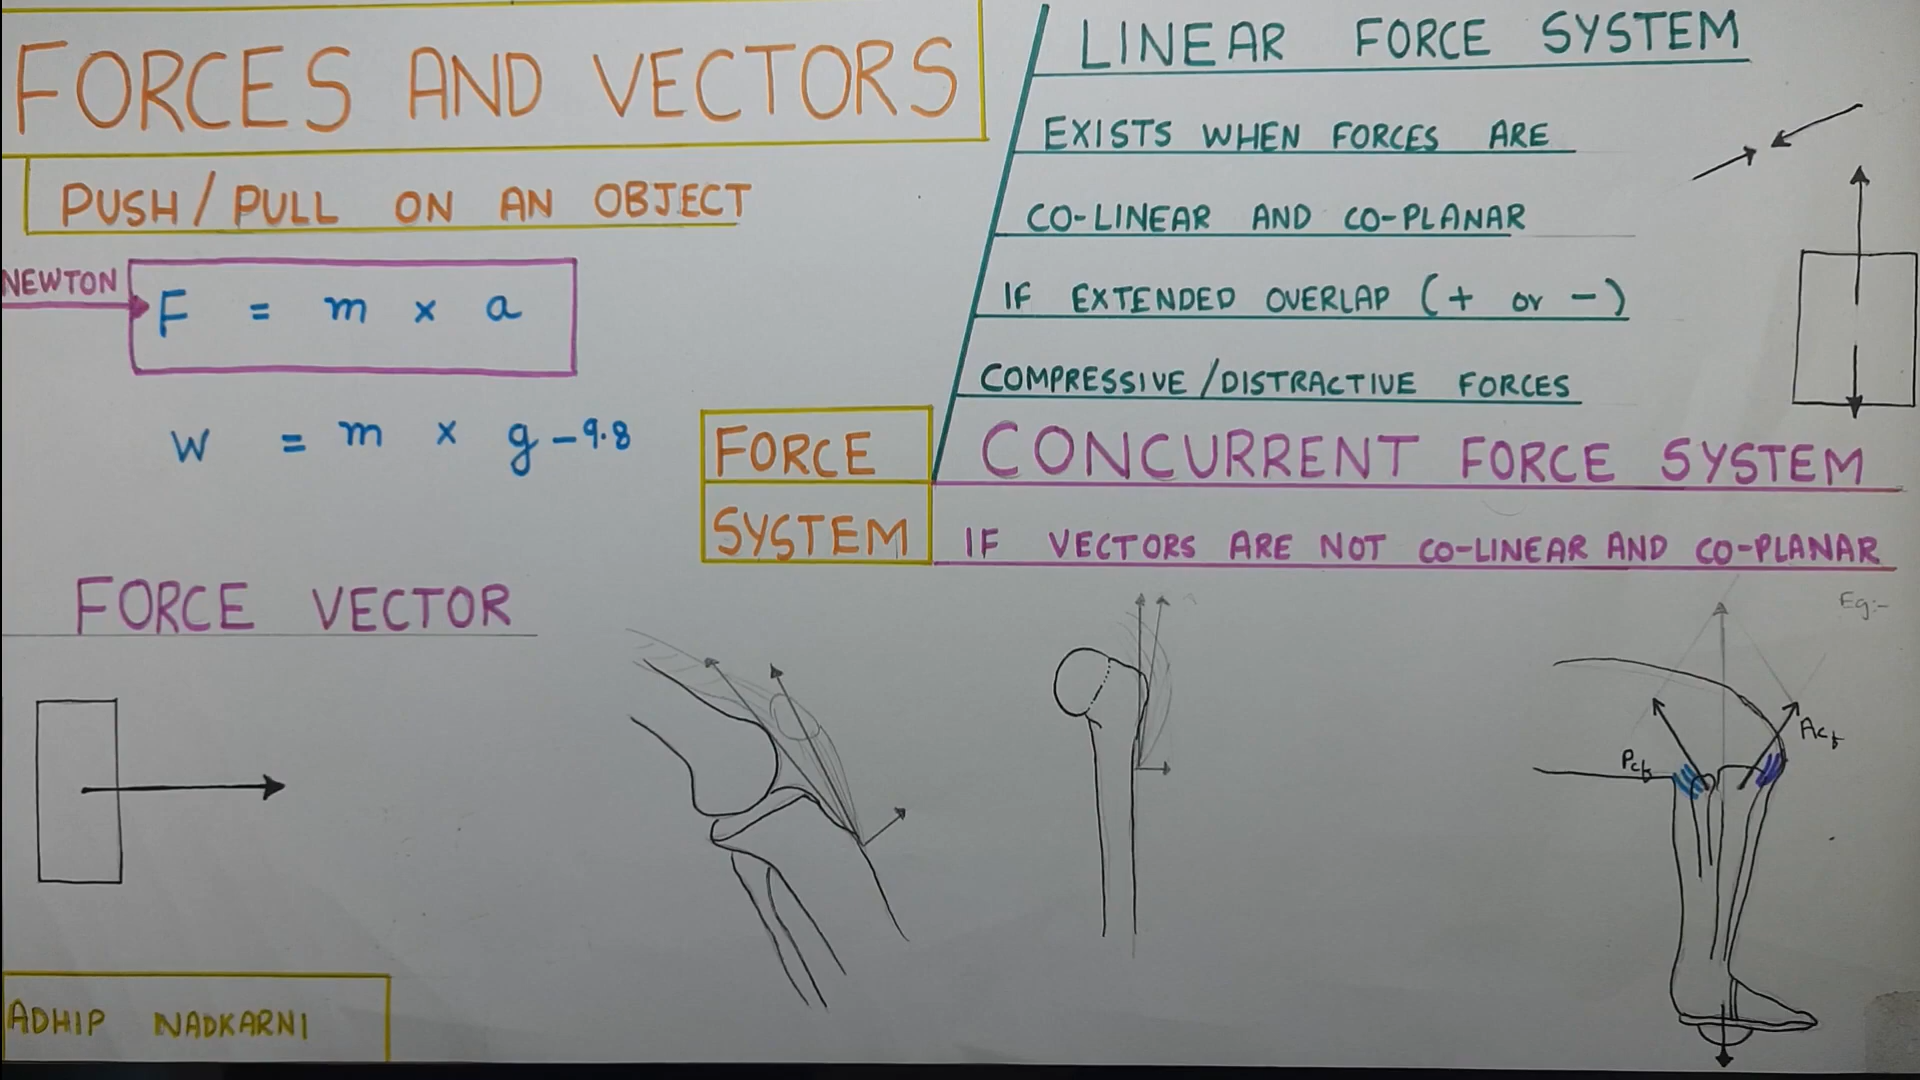 FORCES AND VECTORS
PUSH/PULL ON AN OBJECT
NEWTON
F = m × a
W = m × g - 9.8
FORCE VECTOR
ADHIP NADKARNI
FORCE
SYSTEM
LINEAR FORCE SYSTEM
EXISTS WHEN FORCES ARE
CO-LINEAR AND CO-PLANAR
IF EXTENDED OVERLAP (+ or -)
COMPRESSIVE/DISTRACTIVE FORCES
CONCURRENT FORCE SYSTEM
IF VECTORS ARE NOT CO-LINEAR AND CO-PLANAR
Eg:-